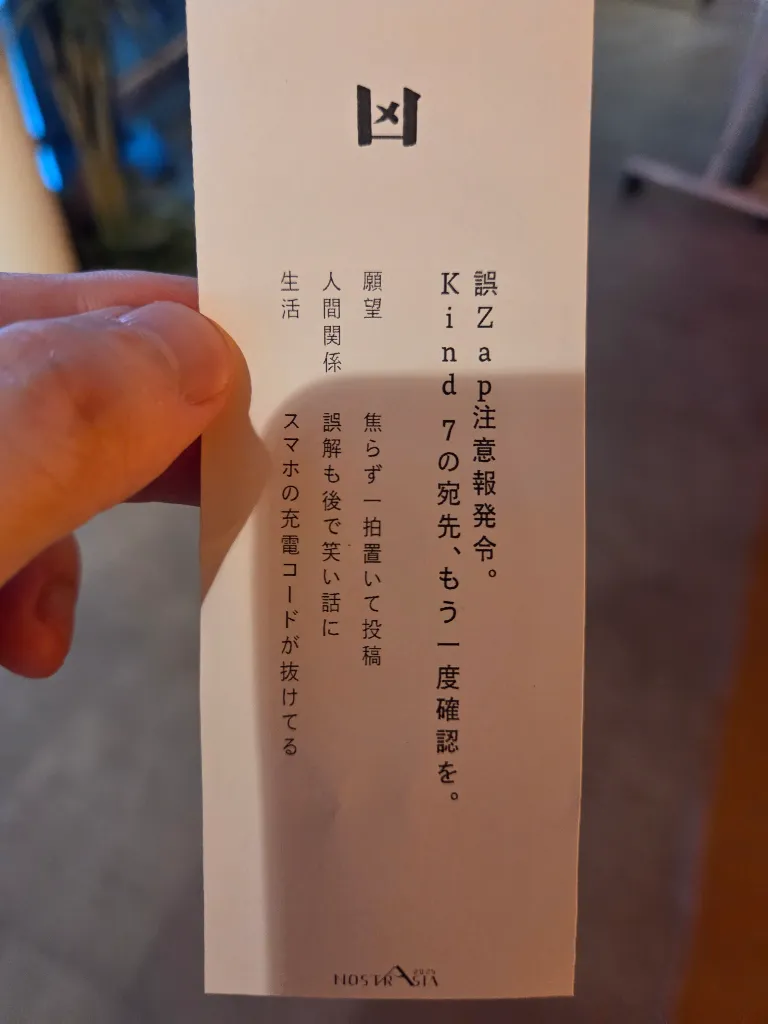 凶
誤Zap注意報発令。
Kind 7の宛先、もう一度確認を。
願望 焦らず一拍置いて投稿
人間関係 誤解も後で笑い話に
生活 スマホの充電コードが抜けてる
NOSTRASIA 2025